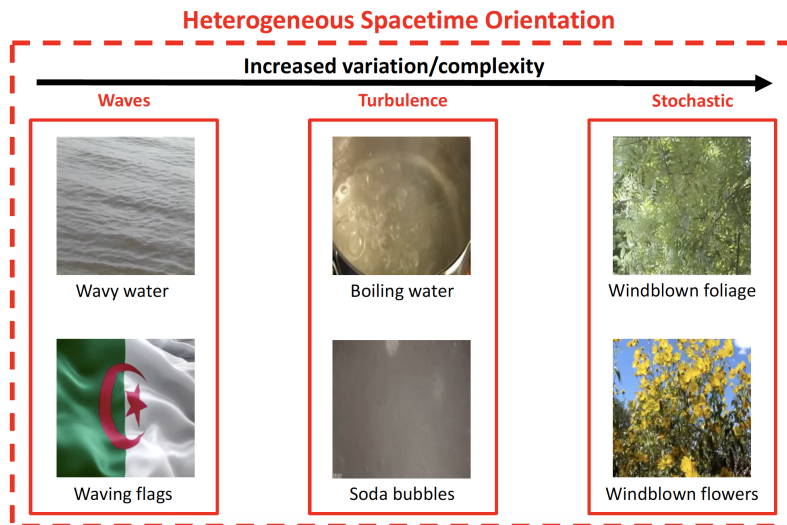 Heterogeneous Spacetime Orientation
Increased variation/complexity
Waves
Turbulence
Stochastic
Wavy water
Boiling water
Windblown foliage
Waving flags
Soda bubbles
Windblown flowers